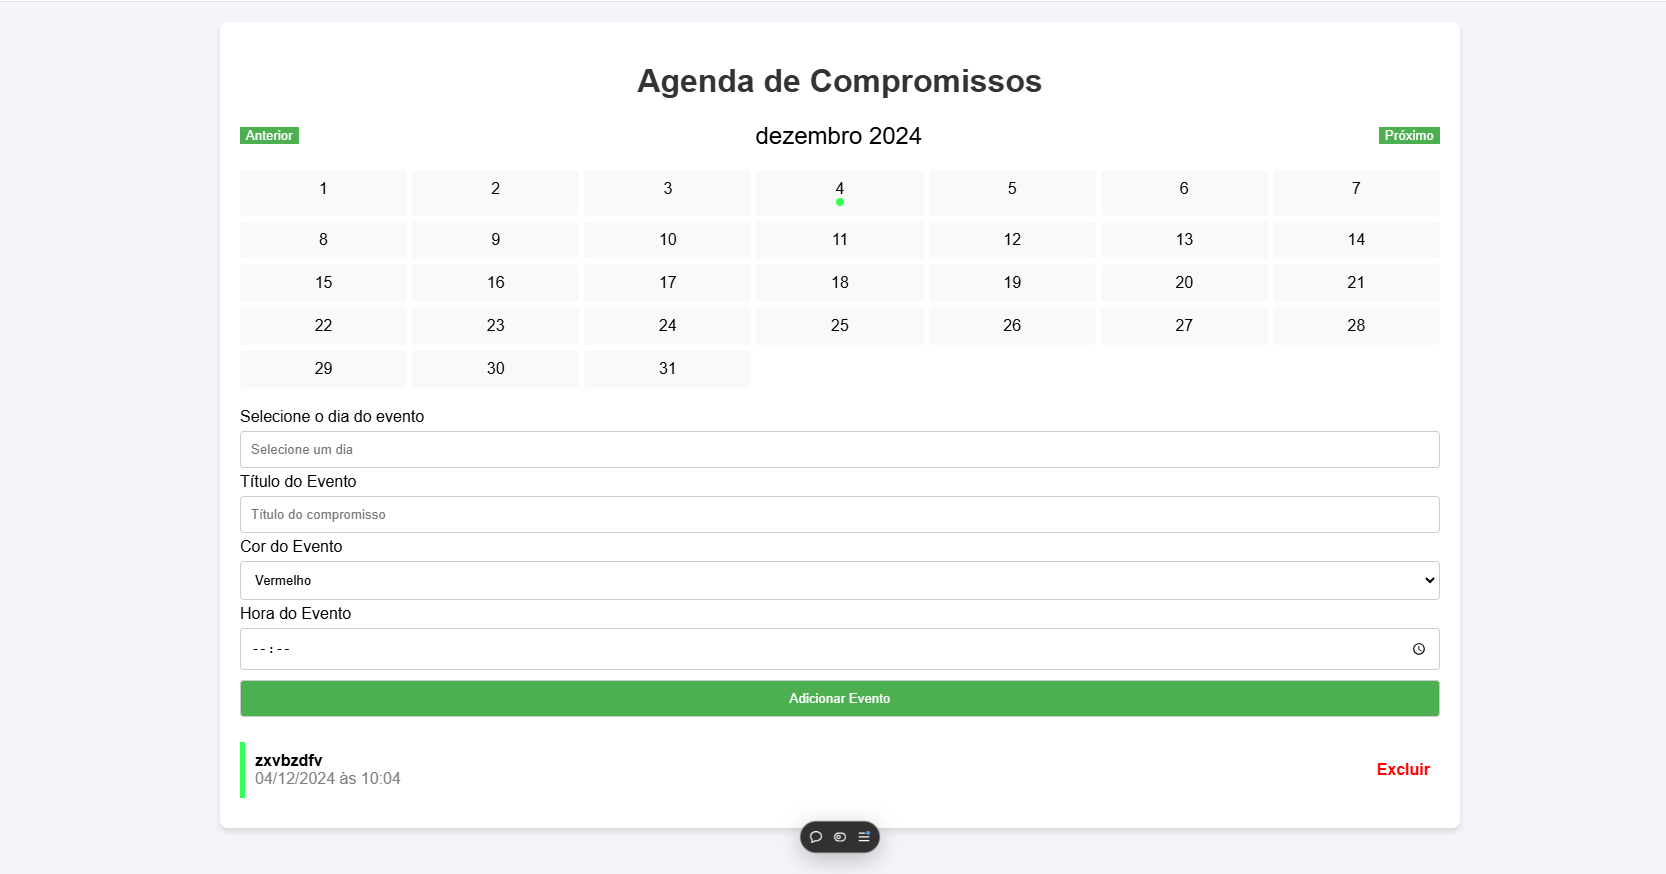 Agenda de Compromissos
Anterior dezembro 2024 Próximo
1 2 3 4 5 6 7
8 9 10 11 12 13 14
15 16 17 18 19 20 21
22 23 24 25 26 27 28
29 30 31
Selecione o dia do evento
Selecione um dia
Título do Evento
Título do compromisso
Cor do Evento
Vermelho
Hora do Evento
--:--
Adicionar Evento
zxvbzdfv
04/12/2024 às 10:04
Excluir